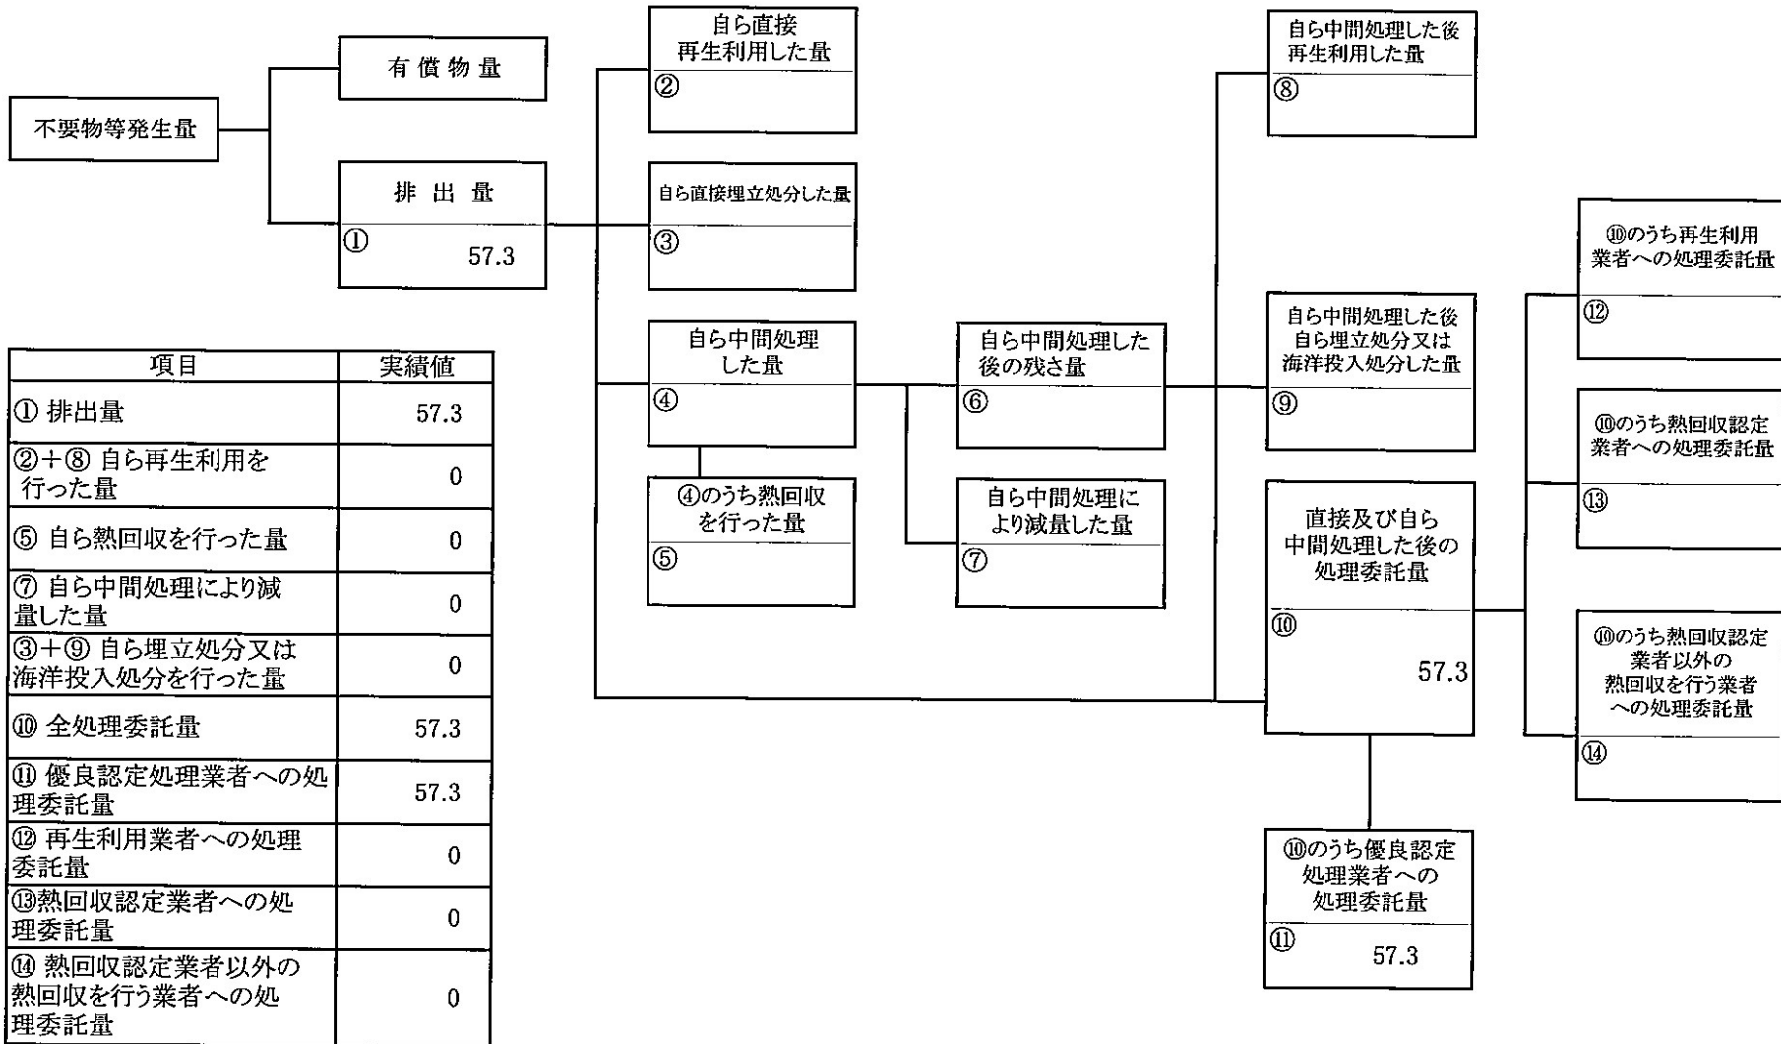 不要物等発生量
有償物量
排出量
①
57.3
自ら直接
再生利用した量
②
自ら直接埋立処分した量
③
自ら中間処理
した量
④
④のうち熱回収
を行った量
⑤
自ら中間処理した
後の残さ量
⑥
自ら中間処理に
より減量した量
⑦
自ら中間処理した後
再生利用した量
⑧
自ら中間処理した後
自ら埋立処分又は
海洋投入処分した量
⑨
直接及び自ら
中間処理した後の
処理委託量
⑩
57.3
⑩のうち優良認定
処理業者への
処理委託量
⑪
57.3
⑩のうち再生利用
業者への処理委託量
⑫
⑩のうち熱回収認定
業者への処理委託量
⑬
⑩のうち熱回収認定
業者以外の
熱回収を行う業者
への処理委託量
⑭
項目 実績値
① 排出量 57.3
②＋⑧ 自ら再生利用を
行った量 0
⑤ 自ら熱回収を行った量 0
⑦ 自ら中間処理により減
量した量 0
③＋⑨ 自ら埋立処分又は
海洋投入処分を行った量 0
⑩ 全処理委託量 57.3
⑪ 優良認定処理業者への処
理委託量 57.3
⑫ 再生利用業者への処理
委託量 0
⑬熱回収認定業者への処
理委託量 0
⑭ 熱回収認定業者以外の
熱回収を行う業者への処
理委託量 0